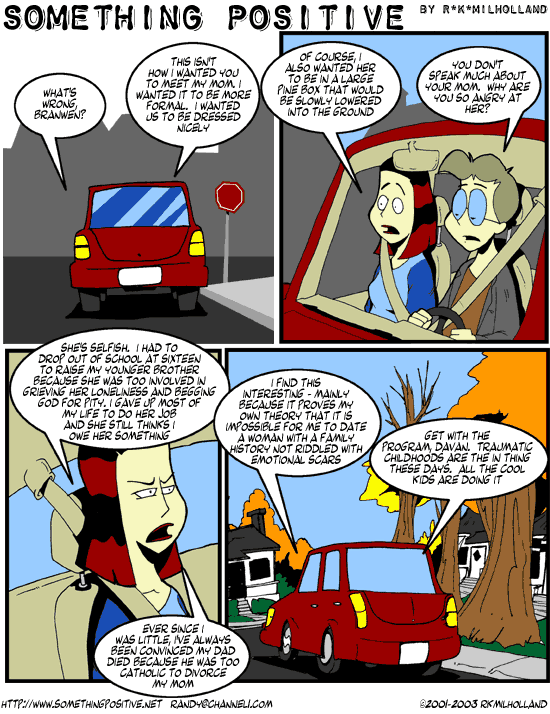 SOMETHING POSITIVE
BY R*K*MILHOLLAND
WHAT'S
WRONG,
BRANWEN?
THIS ISN'T
HOW I WANTED YOU
TO MEET MY MOM. I
WANTED IT TO BE MORE
FORMAL. I WANTED
US TO BE DRESSED
NICELY
OF COURSE, I
ALSO WANTED HER
TO BE IN A LARGE
PINE BOX THAT WOULD
BE SLOWLY LOWERED
INTO THE GROUND
YOU DON'T
SPEAK MUCH ABOUT
YOUR MOM. WHY ARE
YOU SO ANGRY AT
HER?
SHE'S SELFISH. I HAD TO
DROP OUT OF SCHOOL AT SIXTEEN
TO RAISE MY YOUNGER BROTHER
BECAUSE SHE WAS TOO INVOLVED IN
GRIEVING HER LONELINESS AND BEGGING
GOD FOR PITY. I GAVE UP MOST OF
MY LIFE TO DO HER JOB
AND SHE STILL THINKS I
OWE HER SOMETHING
EVER SINCE I
WAS LITTLE, I'VE ALWAYS
BEEN CONVINCED MY DAD
DIED BECAUSE HE WAS TOO
CATHOLIC TO DIVORCE
MY MOM
I FIND THIS
INTERESTING - MAINLY
BECAUSE IT PROVES MY
OWN THEORY THAT IT IS
IMPOSSIBLE FOR ME TO DATE
A WOMAN WITH A FAMILY
HISTORY NOT RIDDLED WITH
EMOTIONAL SCARS
GET WITH THE
PROGRAM, DAVAN. TRAUMATIC
CHILDHOODS ARE THE IN THING
THESE DAYS. ALL THE COOL
KIDS ARE DOING IT
HTTP://WWW.SOMETHINGPOSITIVE.NET RANDY@CHANNEL1.COM
©2001-2003 RKMILHOLLAND